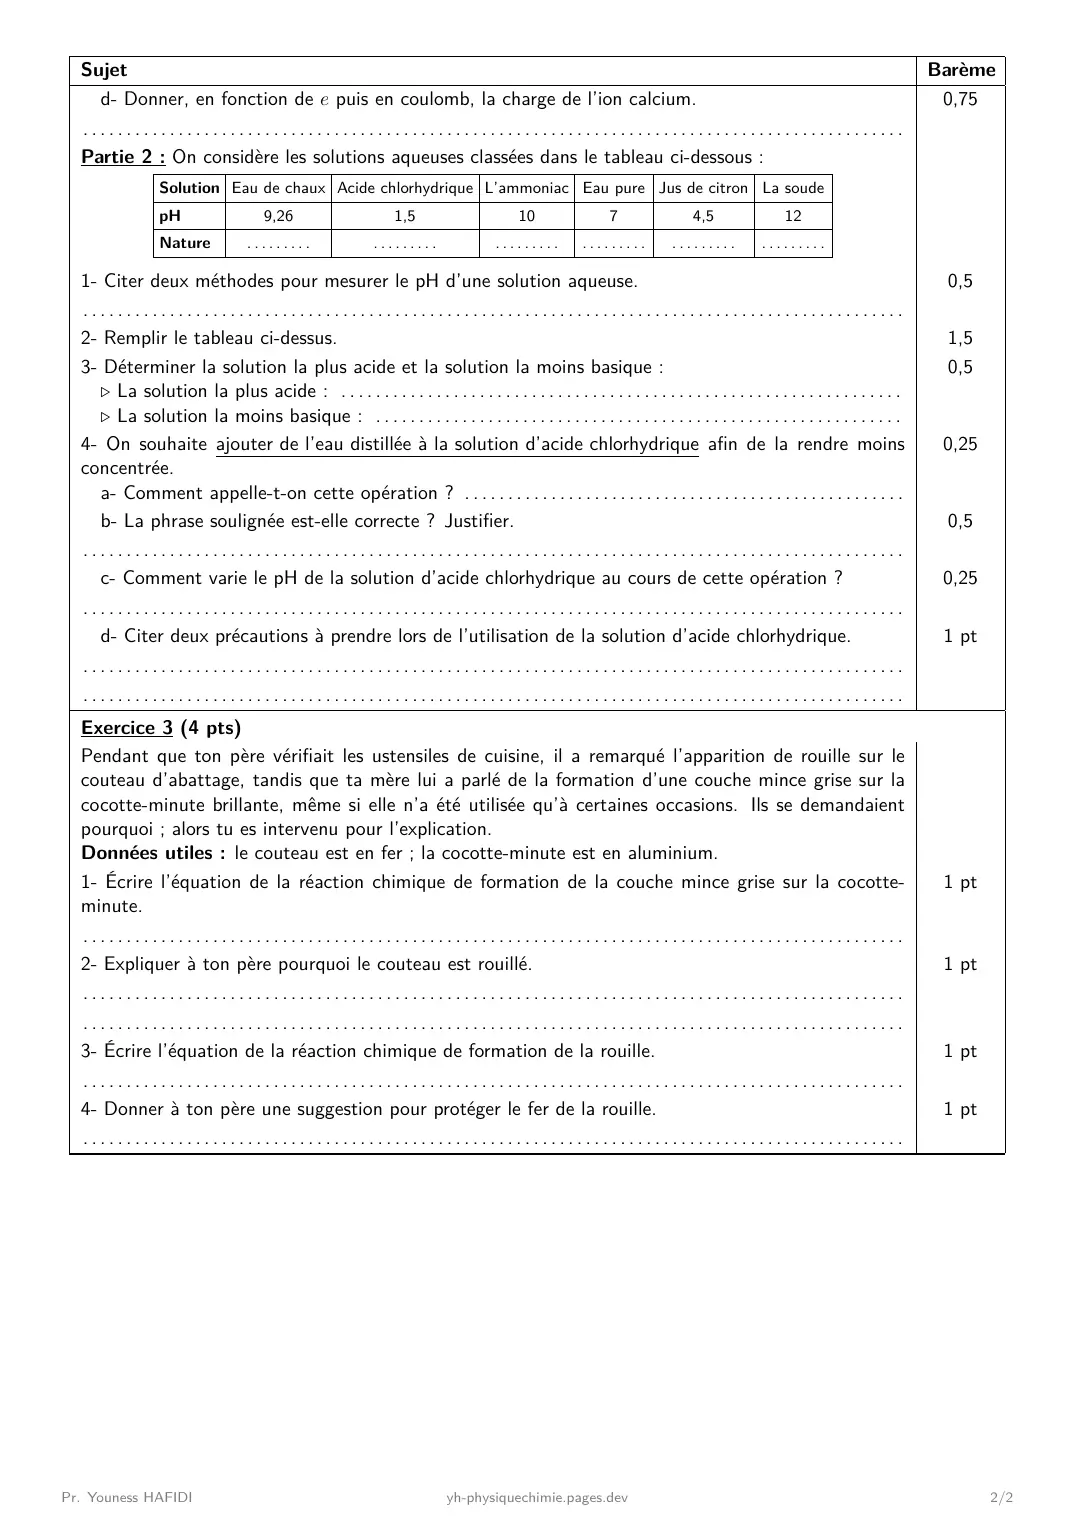 Sujet Barème
d- Donner, en fonction de e puis en coulomb, la charge de l'ion calcium. 0,75
................................................................................
Partie 2 : On considère les solutions aqueuses classées dans le tableau ci-dessous :
Solution Eau de chaux Acide chlorhydrique L'ammoniac Eau pure Jus de citron La soude
pH 9,26 1,5 10 7 4,5 12
Nature ......... ......... ......... ......... ......... .........
1- Citer deux méthodes pour mesurer le pH d'une solution aqueuse. 0,5
................................................................................
2- Remplir le tableau ci-dessus. 1,5
3- Déterminer la solution la plus acide et la solution la moins basique : 0,5
▷ La solution la plus acide : ................................................................
▷ La solution la moins basique : ............................................................
4- On souhaite ajouter de l'eau distillée à la solution d'acide chlorhydrique afin de la rendre moins 0,25
concentrée.
a- Comment appelle-t-on cette opération ? ..................................................
b- La phrase soulignée est-elle correcte ? Justifier. 0,5
................................................................................
c- Comment varie le pH de la solution d'acide chlorhydrique au cours de cette opération ? 0,25
................................................................................
d- Citer deux précautions à prendre lors de l'utilisation de la solution d'acide chlorhydrique. 1 pt
................................................................................
................................................................................
Exercice 3 (4 pts)
Pendant que ton père vérifiait les ustensiles de cuisine, il a remarqué l'apparition de rouille sur le
couteau d'abattage, tandis que ta mère lui a parlé de la formation d'une couche mince grise sur la
cocotte-minute brillante, même si elle n'a été utilisée qu'à certaines occasions. Ils se demandaient
pourquoi ; alors tu es intervenu pour l'explication.
Données utiles : le couteau est en fer ; la cocotte-minute est en aluminium.
1- Écrire l'équation de la réaction chimique de formation de la couche mince grise sur la cocotte- 1 pt
minute.
................................................................................
2- Expliquer à ton père pourquoi le couteau est rouillé. 1 pt
................................................................................
................................................................................
3- Écrire l'équation de la réaction chimique de formation de la rouille. 1 pt
................................................................................
4- Donner à ton père une suggestion pour protéger le fer de la rouille. 1 pt
................................................................................
Pr. Youness HAFIDI yh-physiquechimie.pages.dev 2/2